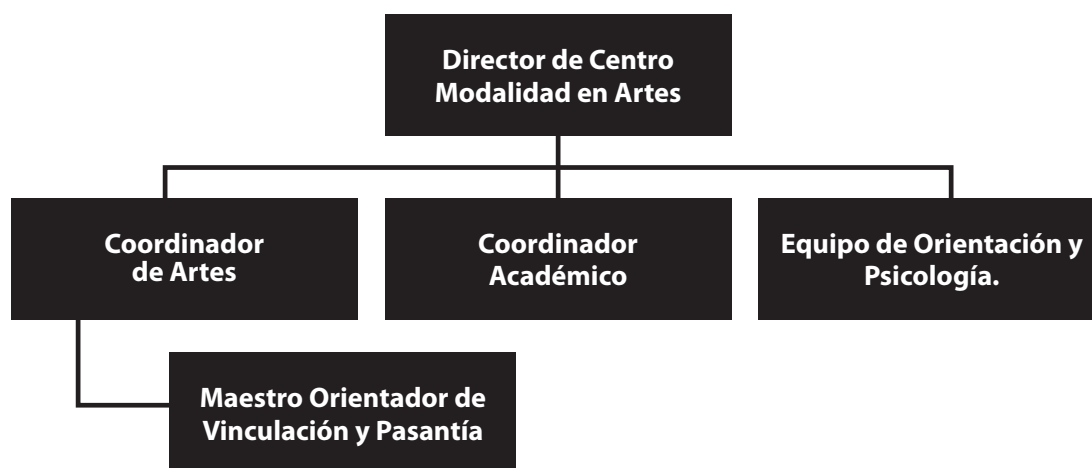 Director de Centro
Modalidad en Artes
Coordinador
de Artes
Coordinador
Académico
Equipo de Orientación y
Psicología.
Maestro Orientador de
Vinculación y Pasantía